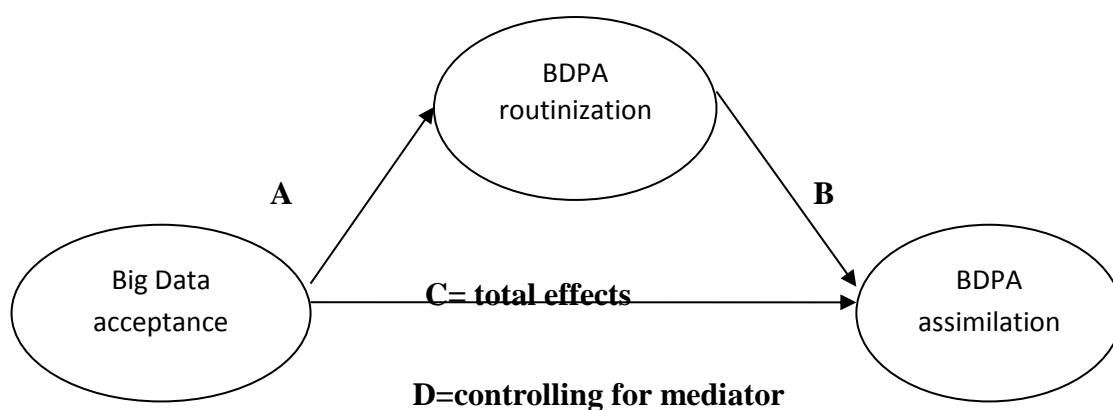 BDPA
routinization
A
B
Big Data
acceptance
C= total effects
BDPA
assimilation
D=controlling for mediator